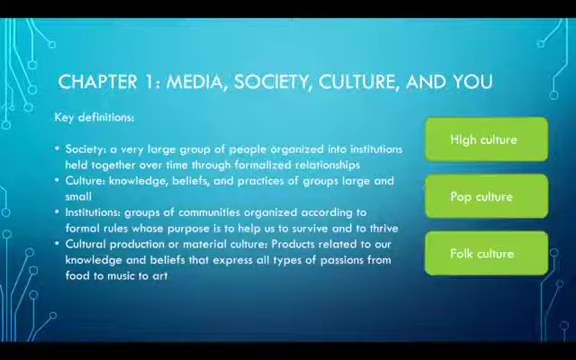 CHAPTER 1: MEDIA, SOCIETY, CULTURE, AND YOU
Key definitions:
• Society: a very large group of people organized into institutions
held together over time through formalized relationships
• Culture: knowledge, beliefs, and practices of groups large and
small
• Institutions: groups of communities organized according to
formal rules whose purpose is to help us to survive and to thrive
• Cultural production or material culture: Products related to our
knowledge and beliefs that express all types of passions from
food to music to art
High culture
Pop culture
Folk culture